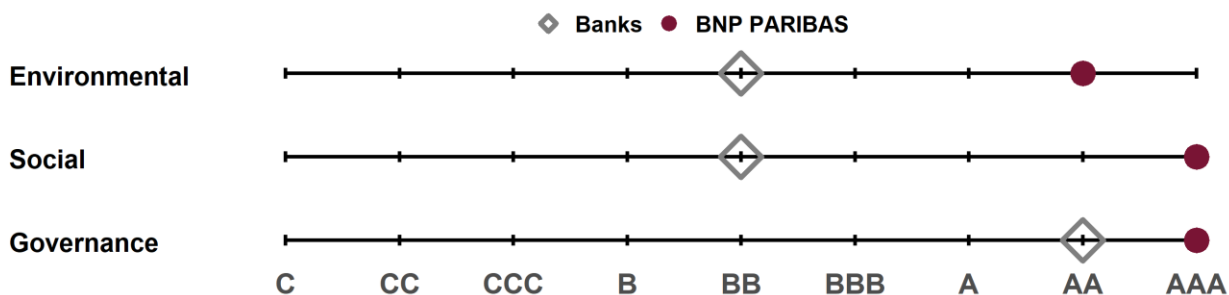 Banks BNP PARIBAS
Environmental
Social
Governance
C CC CCC B BB BBB A AA AAA